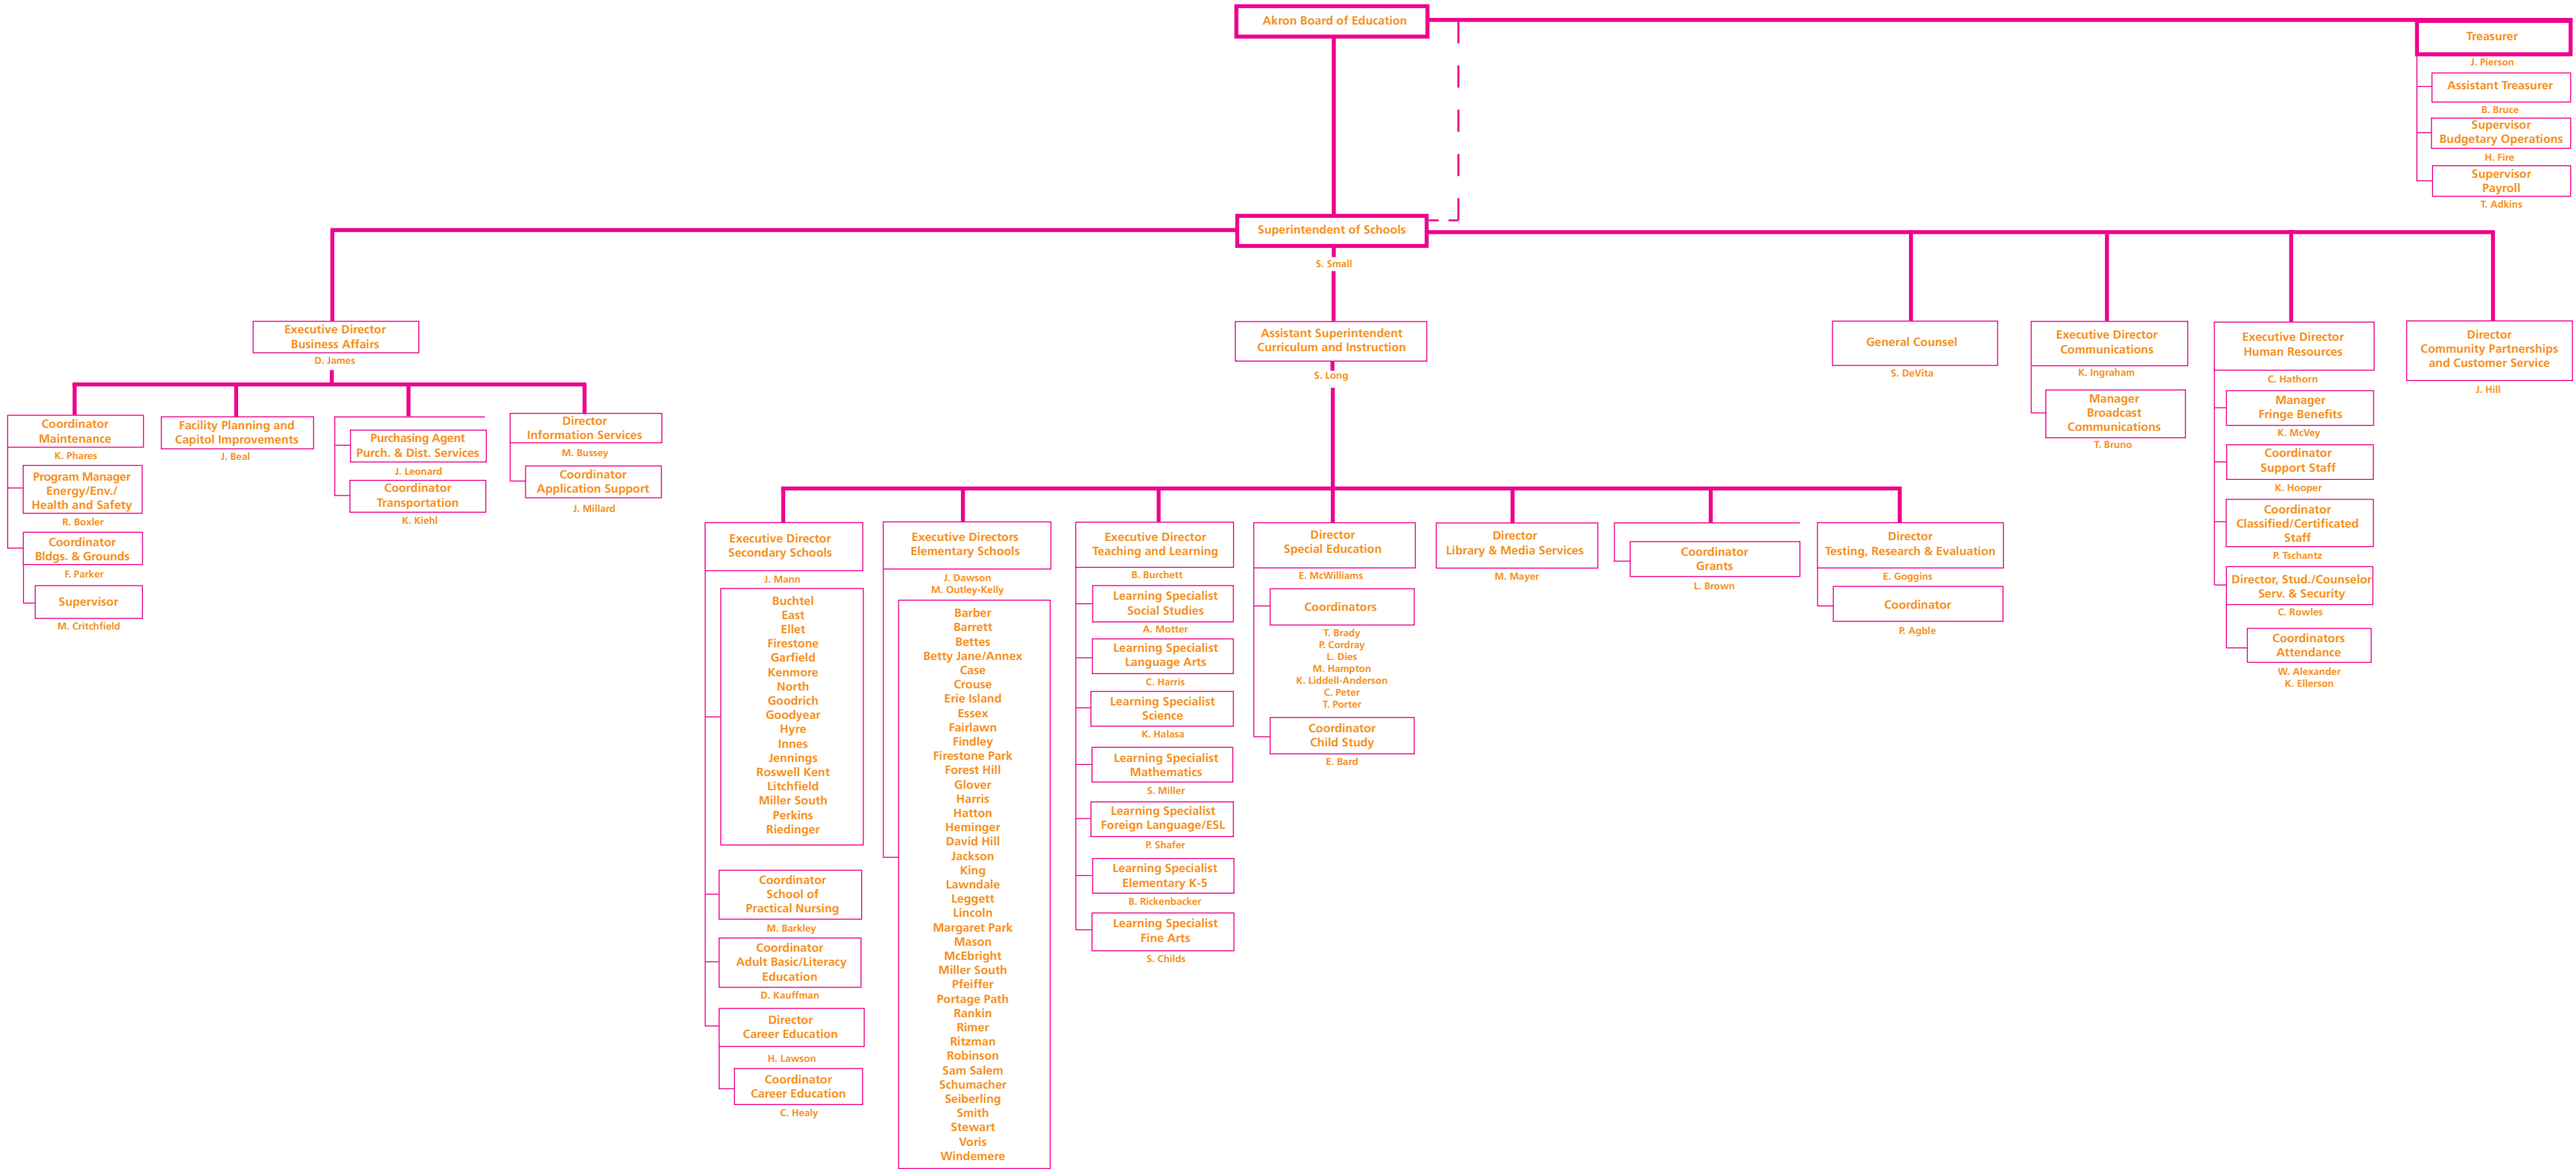 Akron Board of Education
Treasurer
J. Pierson
Assistant Treasurer
B. Bruce
Supervisor
Budgetary Operations
H. Fire
Supervisor
Payroll
T. Adkins
Superintendent of Schools
S. Small
Executive Director
Business Affairs
D. James
Coordinator
Maintenance
K. Phares
Program Manager
Energy/Env./
Health and Safety
R. Boxler
Coordinator
Bldgs. & Grounds
F. Parker
Supervisor
M. Critchfield
Facility Planning and
Capitol Improvements
J. Beal
Purchasing Agent
Purch. & Dist. Services
J. Leonard
Coordinator
Transportation
K. Kiehl
Director
Information Services
M. Bussey
Coordinator
Application Support
J. Millard
Assistant Superintendent
Curriculum and Instruction
S. Long
Executive Director
Secondary Schools
J. Mann
Buchtel
East
Ellet
Firestone
Garfield
Kenmore
North
Goodrich
Goodyear
Hyre
Innes
Jennings
Roswell Kent
Litchfield
Miller South
Perkins
Riedinger
Coordinator
School of
Practical Nursing
M. Barkley
Coordinator
Adult Basic/Literacy
Education
D. Kauffman
Director
Career Education
H. Lawson
Coordinator
Career Education
C. Healy
Executive Directors
Elementary Schools
J. Dawson
M. Outley-Kelly
Barber
Barrett
Bettes
Betty Jane/Annex
Case
Crouse
Erie Island
Essex
Fairlawn
Findley
Firestone Park
Forest Hill
Glover
Harris
Hatton
Heminger
David Hill
Jackson
King
Lawndale
Leggett
Lincoln
Margaret Park
Mason
McEbright
Miller South
Pfeiffer
Portage Path
Rankin
Rimer
Ritzman
Robinson
Sam Salem
Schumacher
Seiberling
Smith
Stewart
Voris
Windemere
Executive Director
Teaching and Learning
B. Burchett
Learning Specialist
Social Studies
A. Motter
Learning Specialist
Language Arts
C. Harris
Learning Specialist
Science
K. Halasa
Learning Specialist
Mathematics
S. Miller
Learning Specialist
Foreign Language/ESL
P. Shafer
Learning Specialist
Elementary K-5
B. Rickenbacker
Learning Specialist
Fine Arts
S. Childs
Director
Special Education
E. McWilliams
Coordinators
T. Brady
P. Cordray
L. Dies
M. Hampton
K. Liddell-Anderson
C. Peter
T. Porter
Coordinator
Child Study
E. Bard
Director
Library & Media Services
M. Mayer
Coordinator
Grants
L. Brown
Director
Testing, Research & Evaluation
E. Goggins
Coordinator
P. Agble
General Counsel
S. DeVita
Executive Director
Communications
K. Ingraham
Manager
Broadcast
Communications
T. Bruno
Executive Director
Human Resources
C. Hathorn
Manager
Fringe Benefits
K. McVey
Coordinator
Support Staff
K. Hooper
Coordinator
Classified/Certificated
Staff
P. Tschantz
Director, Stud./Counselor
Serv. & Security
C. Rowles
Coordinators
Attendance
W. Alexander
K. Ellerson
Director
Community Partnerships
and Customer Service
J. Hill